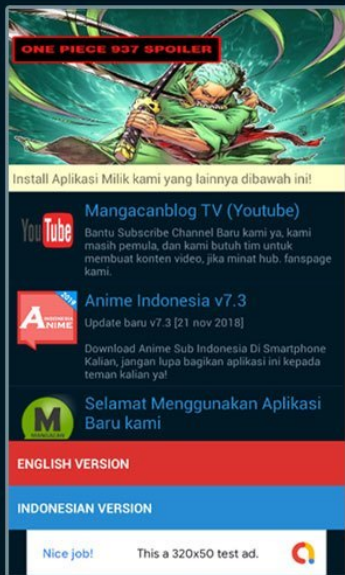 ONE PIECE 937 SPOILER
Install Aplikasi Milik kami yang lainnya dibawah ini!
YouTube
Mangacanblog TV (Youtube)
Bantu Subscribe Channel Baru kami ya, kami
masih pemula, dan kami butuh tim untuk
membuat konten video, jika minat hub. fanspage
kami.
2019
INDONESIA
ANIME
Anime Indonesia v7.3
Update baru v7.3 [21 nov 2018]
Download Anime Sub Indonesia Di Smartphone
Kalian, jangan lupa bagikan aplikasi ini kepada
teman kalian ya!
M
MANGACAN
Selamat Menggunakan Aplikasi
Baru kami
ENGLISH VERSION
INDONESIAN VERSION
Nice job!
This a 320x50 test ad.